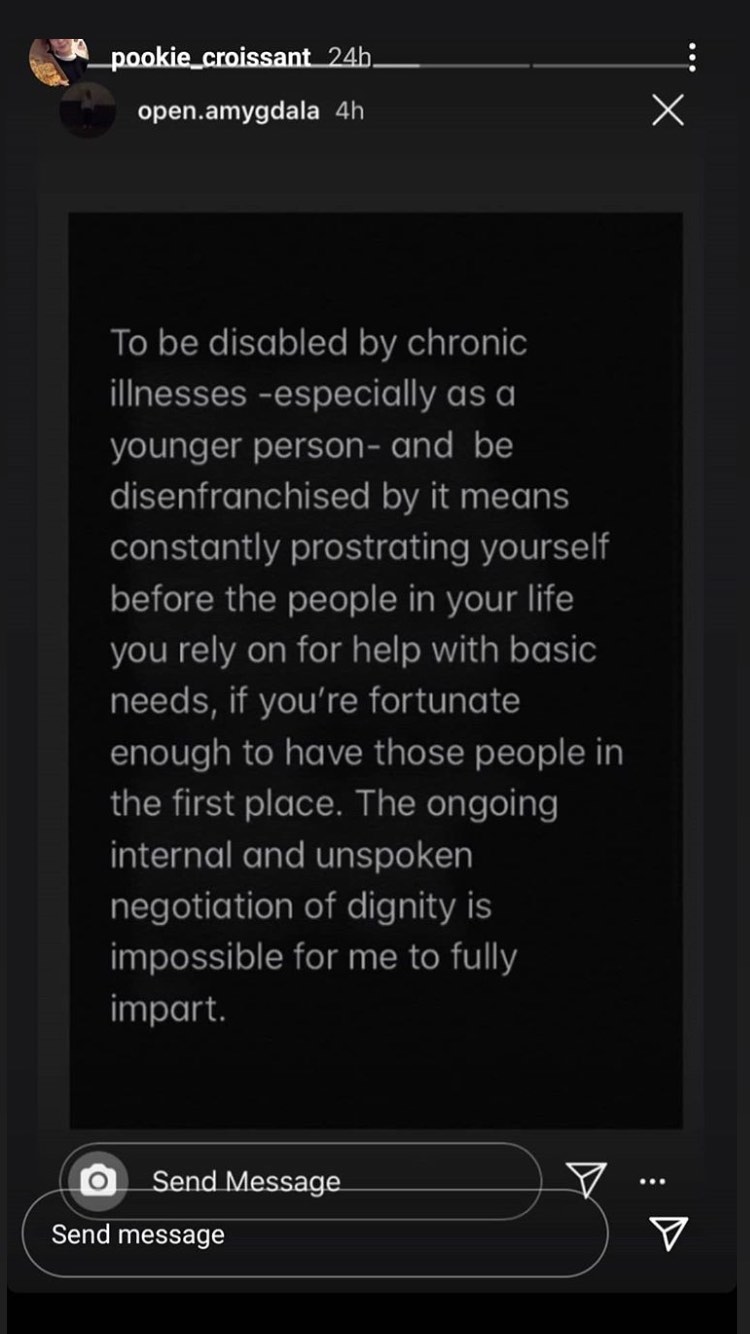 pookie_croissant 24h
open.amygdala 4h
To be disabled by chronic
illnesses -especially as a
younger person- and be
disenfranchised by it means
constantly prostrating yourself
before the people in your life
you rely on for help with basic
needs, if you're fortunate
enough to have those people in
the first place. The ongoing
internal and unspoken
negotiation of dignity is
impossible for me to fully
impart.
Send Message
Send message